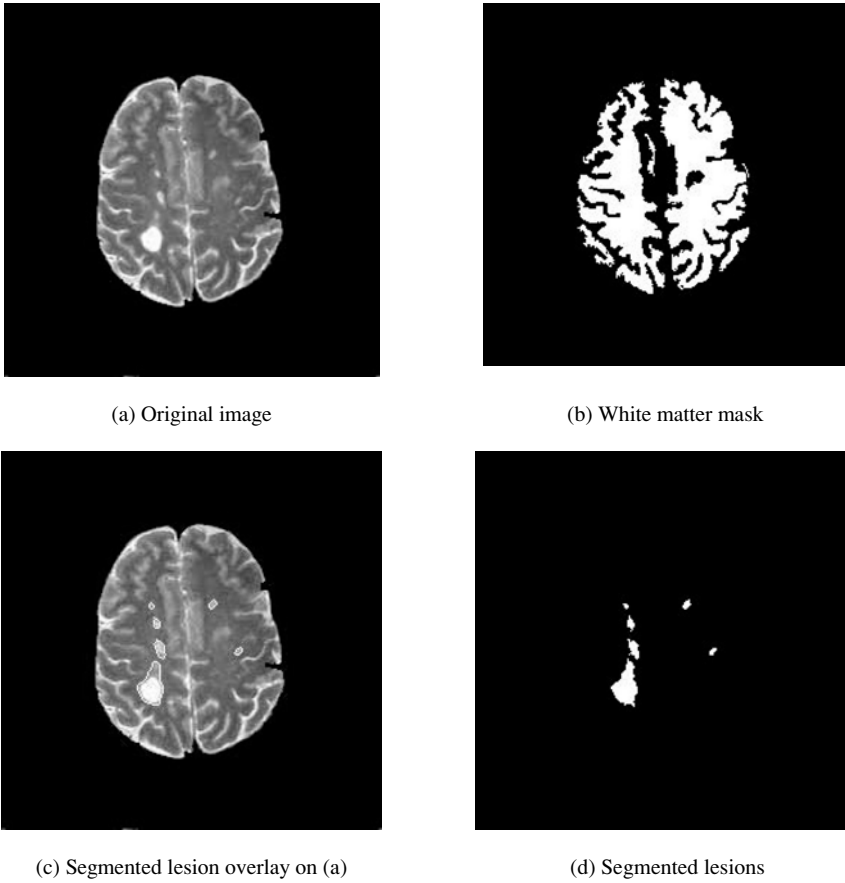 (a) Original image
(b) White matter mask
(c) Segmented lesion overlay on (a)
(d) Segmented lesions